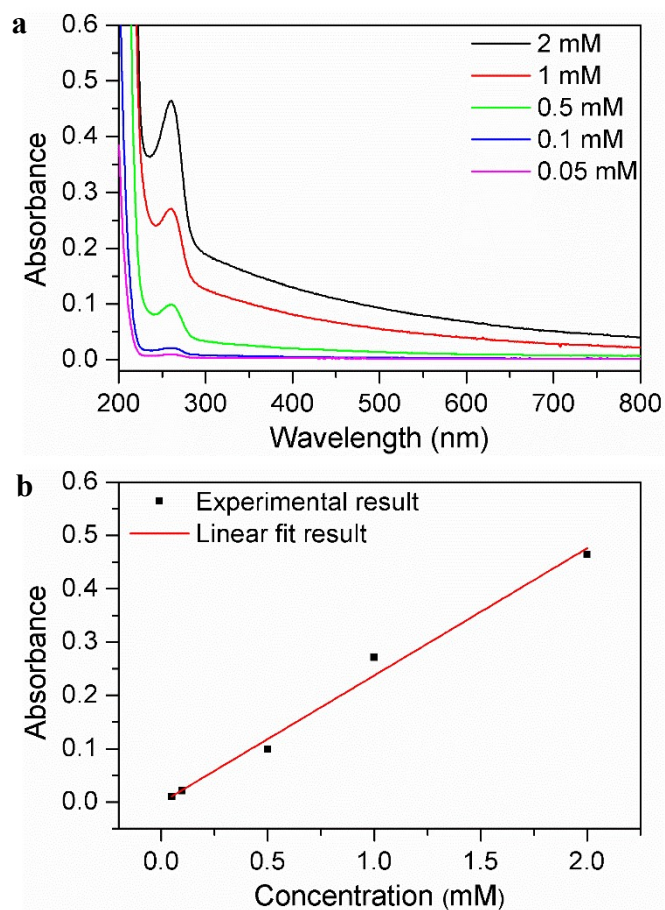 a
0.6
0.5
0.4
0.3
0.2
0.1
0.0
Absorbance
2 mM
1 mM
0.5 mM
0.1 mM
0.05 mM
200 300 400 500 600 700 800
Wavelength (nm)
b
0.6
0.5
0.4
0.3
0.2
0.1
0.0
Absorbance
Experimental result
Linear fit result
0.0 0.5 1.0 1.5 2.0
Concentration (mM)